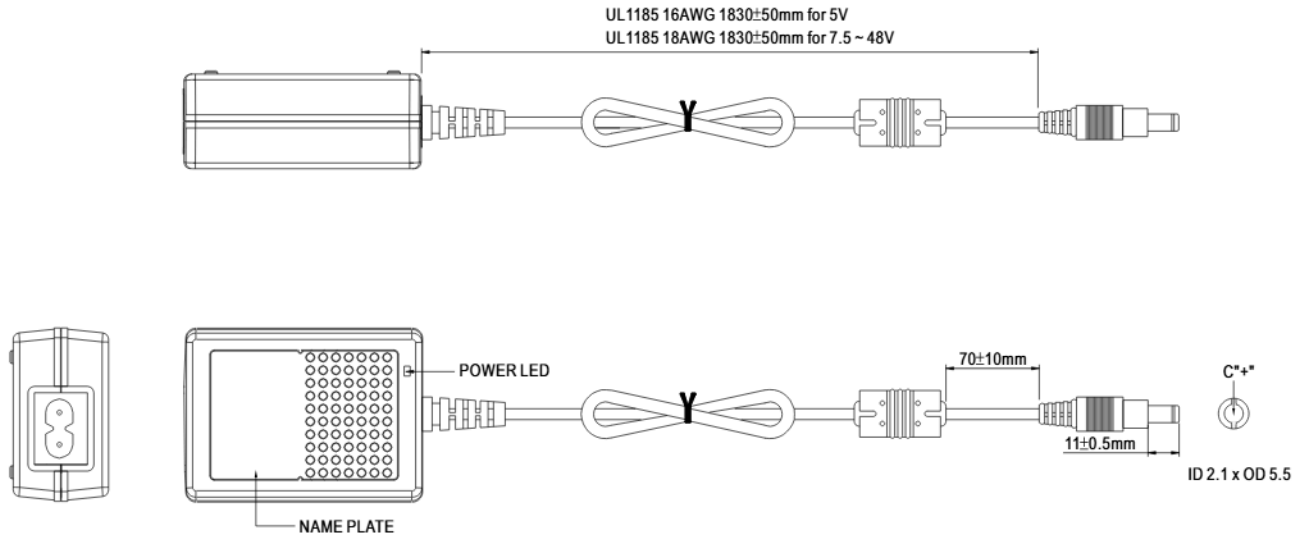 UL1185 16AWG 1830±50mm for 5V
UL1185 18AWG 1830±50mm for 7.5 ~ 48V
POWER LED
70±10mm
C"+"
11±0.5mm
ID 2.1 x OD 5.5
NAME PLATE